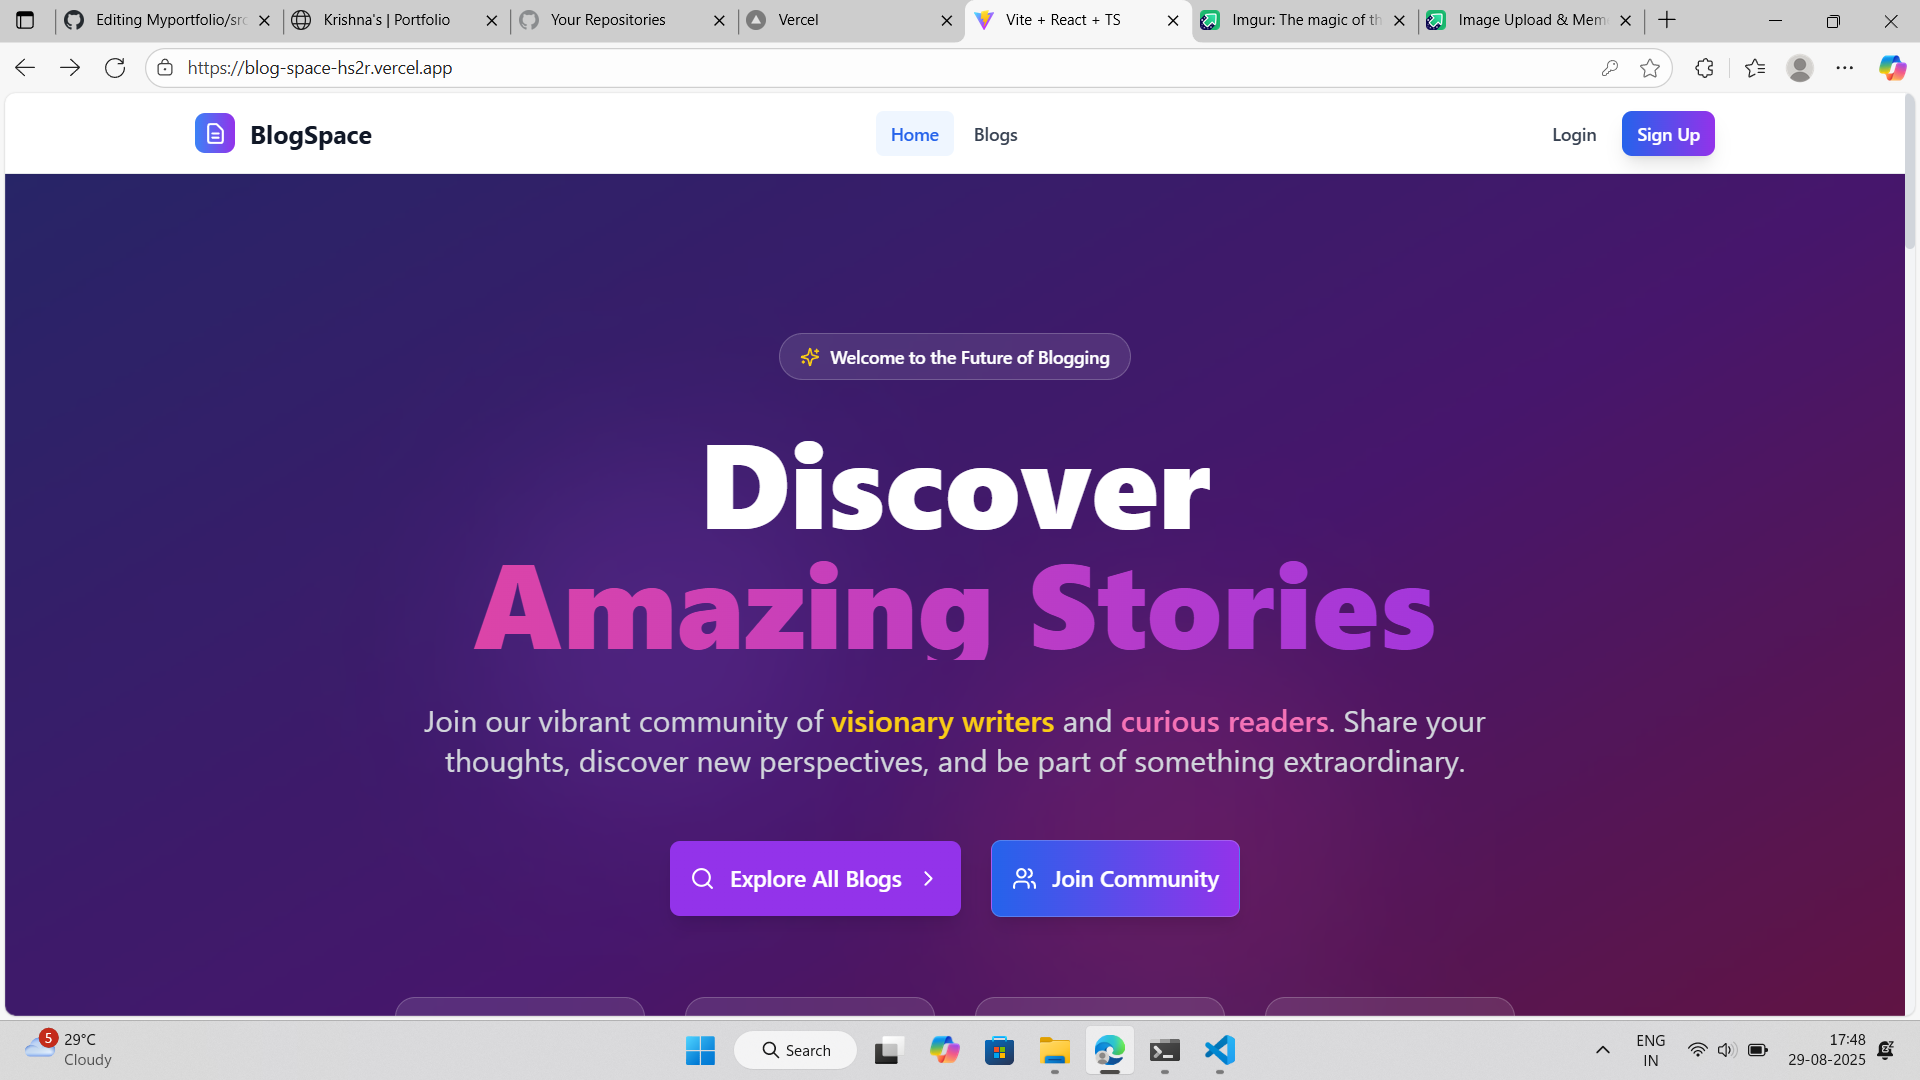 Editing Myportfolio/src
Krishna's | Portfolio
Your Repositories
Vercel
Vite + React + TS
Imgur: The magic of th
Image Upload & Mem
https://blog-space-hs2r.vercel.app
BlogSpace
Home
Blogs
Login
Sign Up
Welcome to the Future of Blogging
Discover
Amazing Stories
Join our vibrant community of visionary writers and curious readers. Share your
thoughts, discover new perspectives, and be part of something extraordinary.
Explore All Blogs
Join Community
5
29°C
Cloudy
Search
ENG
IN
17:48
29-08-2025